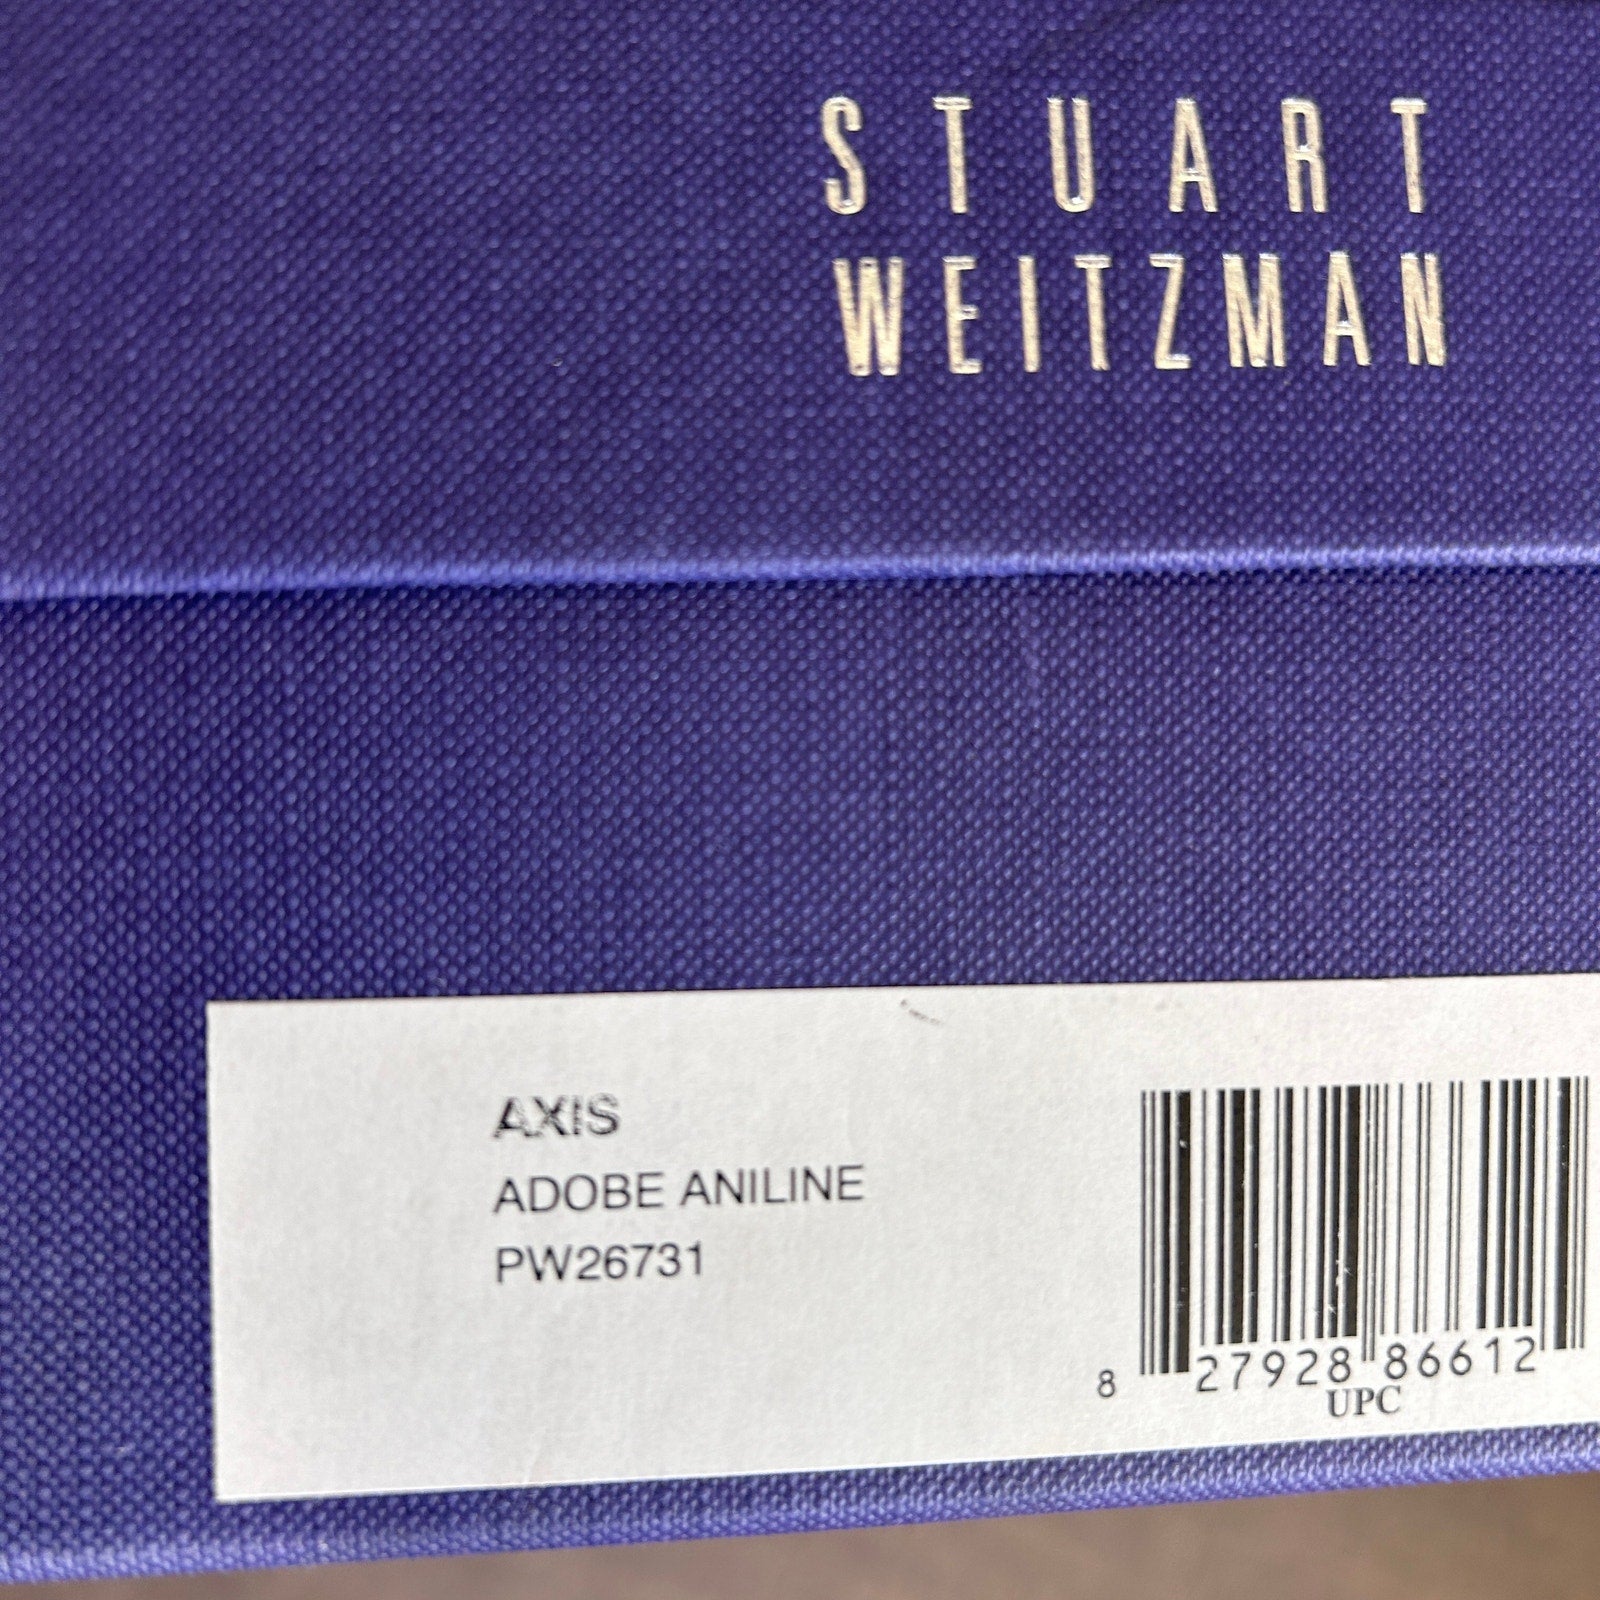 STUART
WEITZMAN
AXIS
ADOBE ANILINE
PW26731
8 27928 86612
UPC